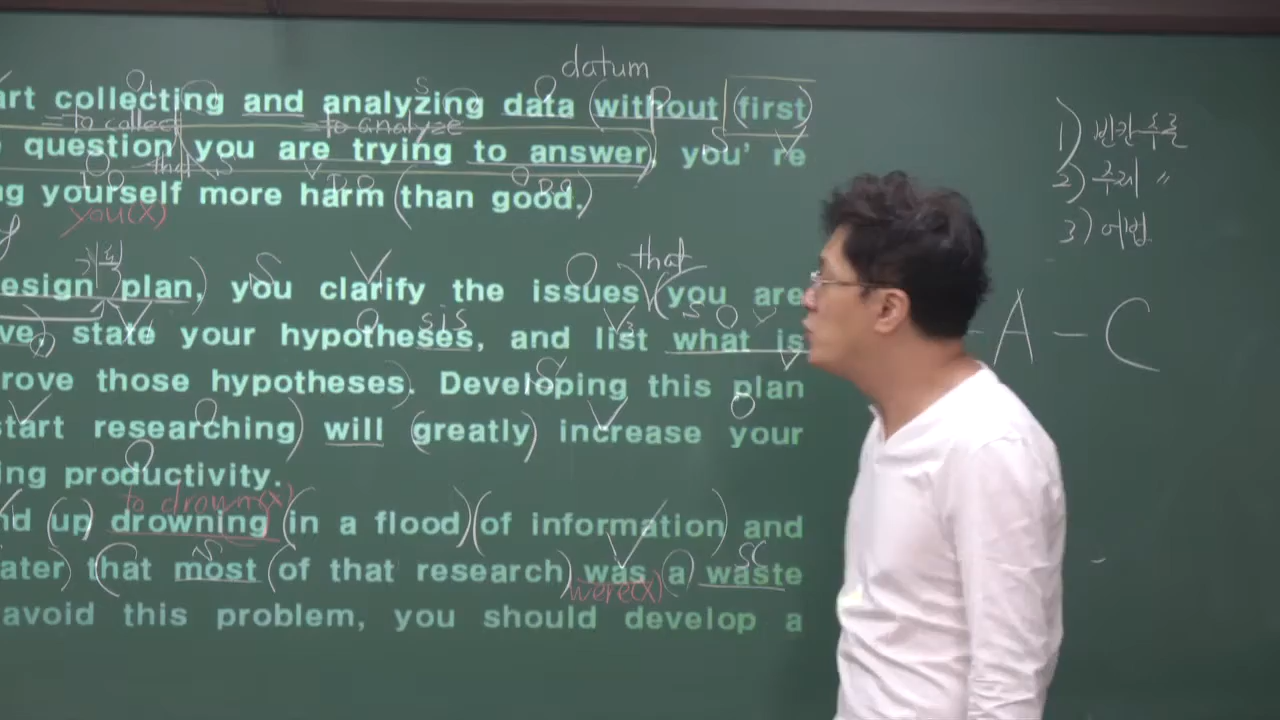 datum
art collecting and analyzing data (without (first)
to collect to analyze
question you are trying to answer), you' re
that
ng yourself more harm (than good.)
you(x)
that
esign plan, you clarify the issues (you are
sis
ve, state your hypotheses, and list what is
rove those hypotheses. Developing this plan
start researching) will (greatly) increase your
ing productivity.
to drown(x)
nd (up) drowning (in a flood) (of information) and
ater) (that most (of that research) was (a) waste
were(x)
avoid this problem, you should develop a
1) 빈칸추론
2) 주제 〃
3) 어법
-A-C